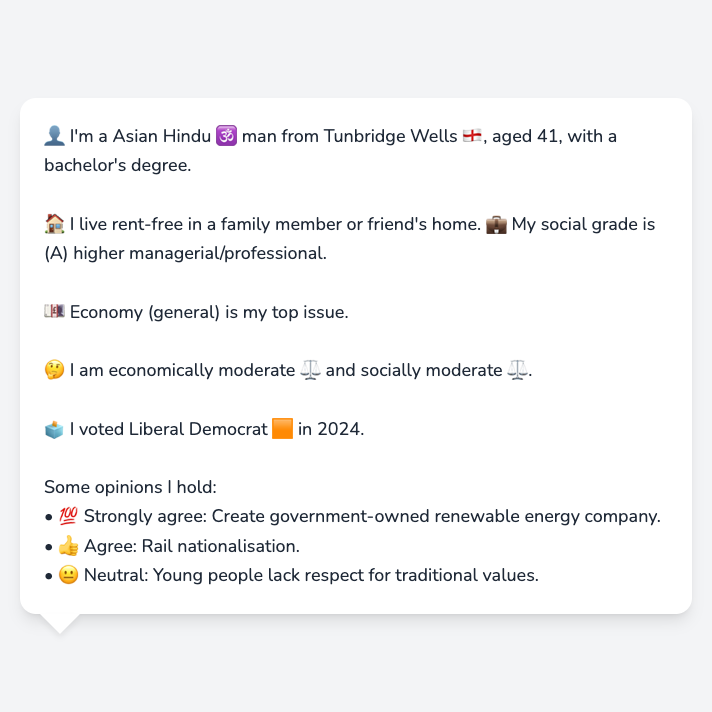 👤 I'm a Asian Hindu 🕉️ man from Tunbridge Wells 🏴󠁧󠁢󠁥󠁮󠁧󠁿, aged 41, with a
bachelor's degree.
🏠 I live rent-free in a family member or friend's home. 💼 My social grade is
(A) higher managerial/professional.
💷 Economy (general) is my top issue.
🤔 I am economically moderate ⚖️ and socially moderate ⚖️.
🗳️ I voted Liberal Democrat 🟧 in 2024.
Some opinions I hold:
• 💯 Strongly agree: Create government-owned renewable energy company.
• 👍 Agree: Rail nationalisation.
• 😐 Neutral: Young people lack respect for traditional values.